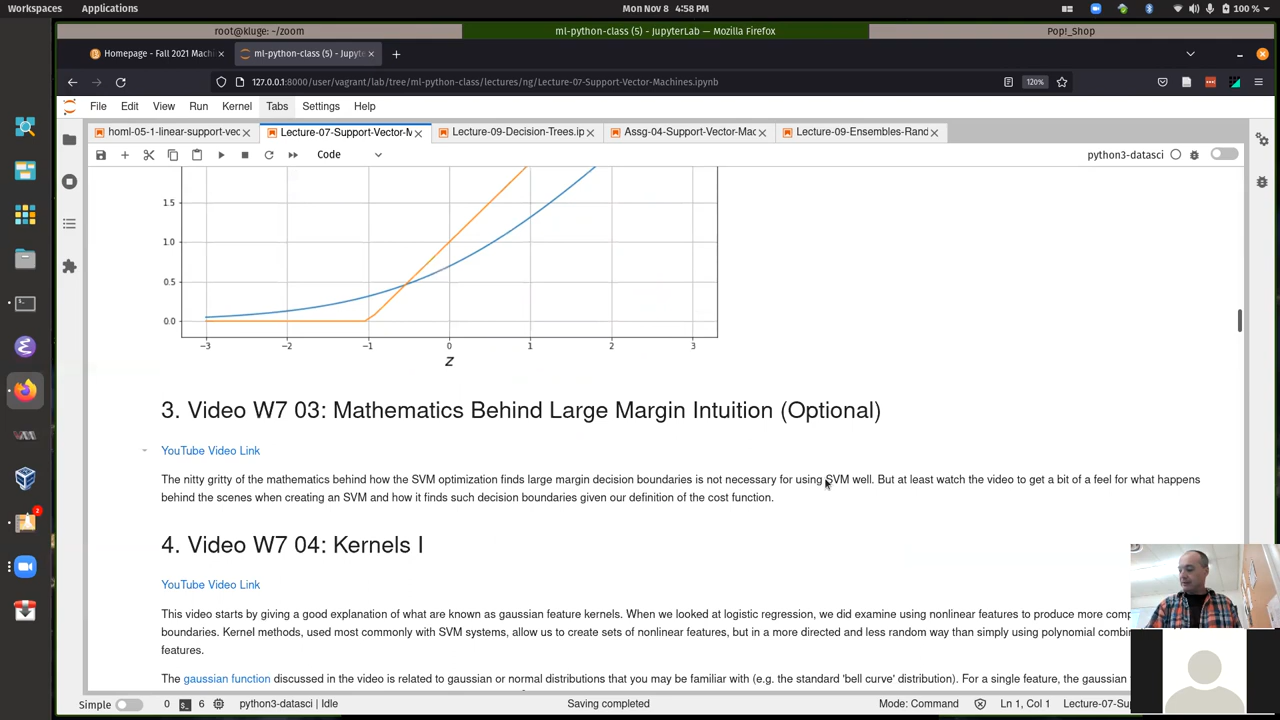 Workspaces Applications Mon Nov 8 4:58 PM 100 %
root@kluge: ~/zoom ml-python-class (5) - JupyterLab — Mozilla Firefox Pop!_Shop
Homepage - Fall 2021 Machi ml-python-class (5) - Jupyte
127.0.0.1:8000/user/vagrant/lab/tree/ml-python-class/lectures/ng/Lecture-07-Support-Vector-Machines.ipynb 120%
File Edit View Run Kernel Tabs Settings Help
homl-05-1-linear-support-vec Lecture-07-Support-Vector-M Lecture-09-Decision-Trees.ip Assg-04-Support-Vector-Mac Lecture-09-Ensembles-Rand
Code python3-datasci
1.5
1.0
0.5
0.0
−3 −2 −1 0 1 2 3
z
3. Video W7 03: Mathematics Behind Large Margin Intuition (Optional)
YouTube Video Link
The nitty gritty of the mathematics behind how the SVM optimization finds large margin decision boundaries is not necessary for using SVM well. But at least watch the video to get a bit of a feel for what happens
behind the scenes when creating an SVM and how it finds such decision boundaries given our definition of the cost function.
4. Video W7 04: Kernels I
YouTube Video Link
This video starts by giving a good explanation of what are known as gaussian feature kernels. When we looked at logistic regression, we did examine using nonlinear features to produce more comp
boundaries. Kernel methods, used most commonly with SVM systems, allow us to create sets of nonlinear features, but in a more directed and less random way than simply using polynomial combin
features.
The gaussian function discussed in the video is related to gaussian or normal distributions that you may be familiar with (e.g. the standard 'bell curve' distribution). For a single feature, the gaussian
Simple 0 6 python3-datasci | Idle Saving completed Mode: Command Ln 1, Col 1 Lecture-07-Su